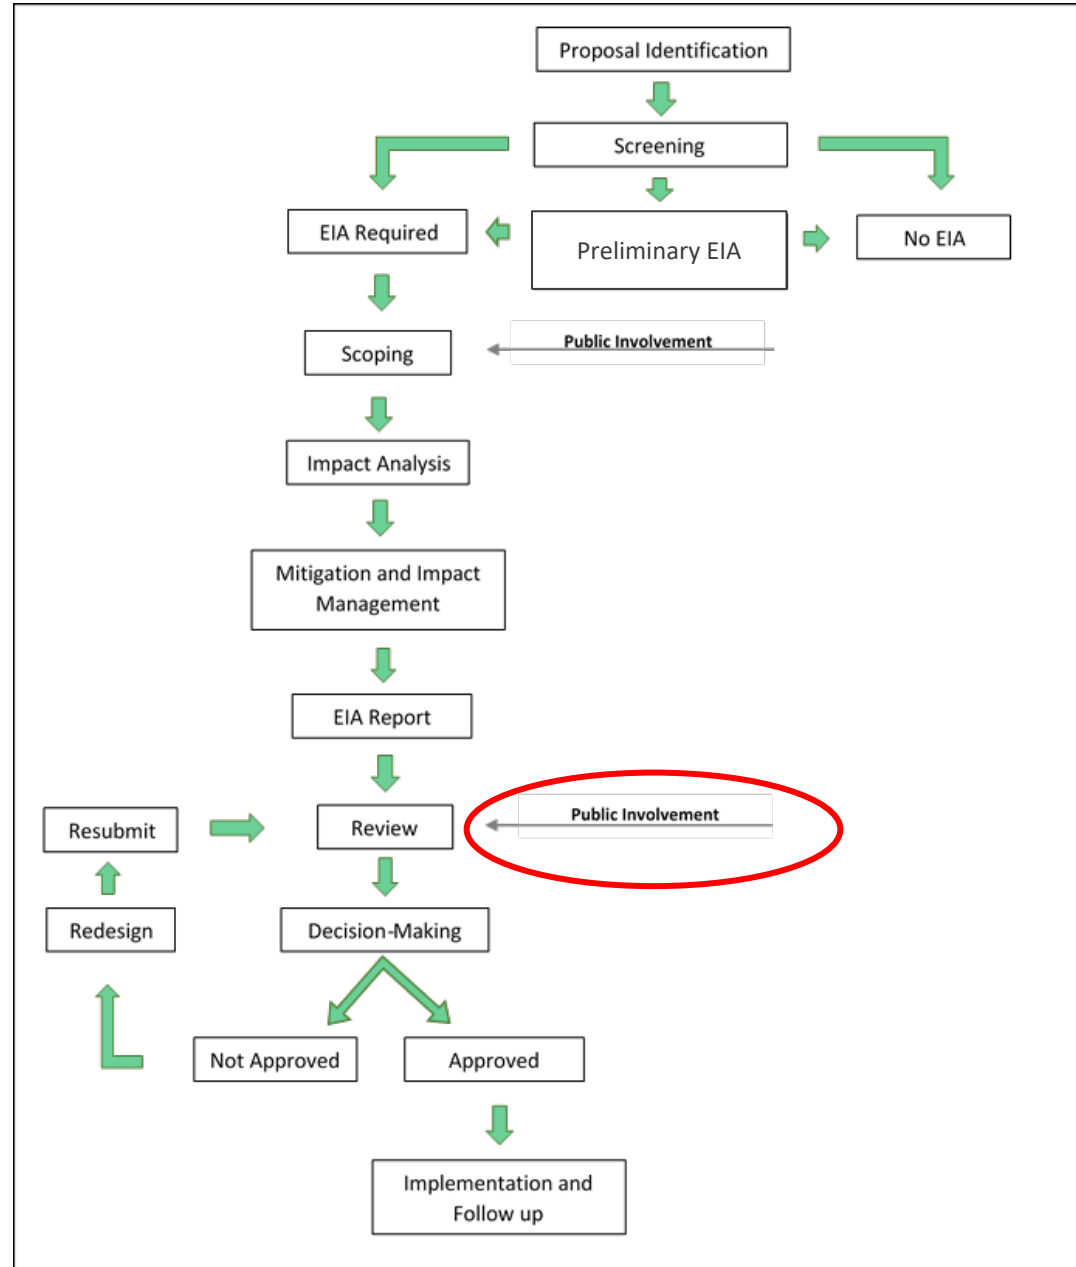 Proposal Identification
Screening
EIA Required
Preliminary EIA
No EIA
Scoping
Public Involvement
Impact Analysis
Mitigation and Impact
Management
EIA Report
Resubmit
Review
Public Involvement
Redesign
Decision-Making
Not Approved
Approved
Implementation and
Follow up